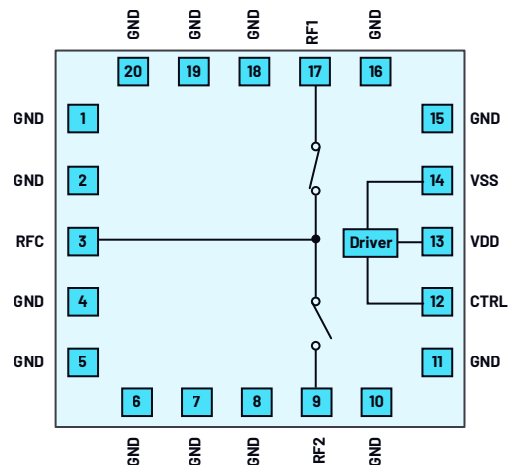 GND GND GND RF1 GND
20 19 18 17 16
GND 1 15 GND
GND 2 14 VSS
RFC 3 Driver 13 VDD
GND 4 12 CTRL
GND 5 11 GND
6 7 8 9 10
GND GND GND RF2 GND